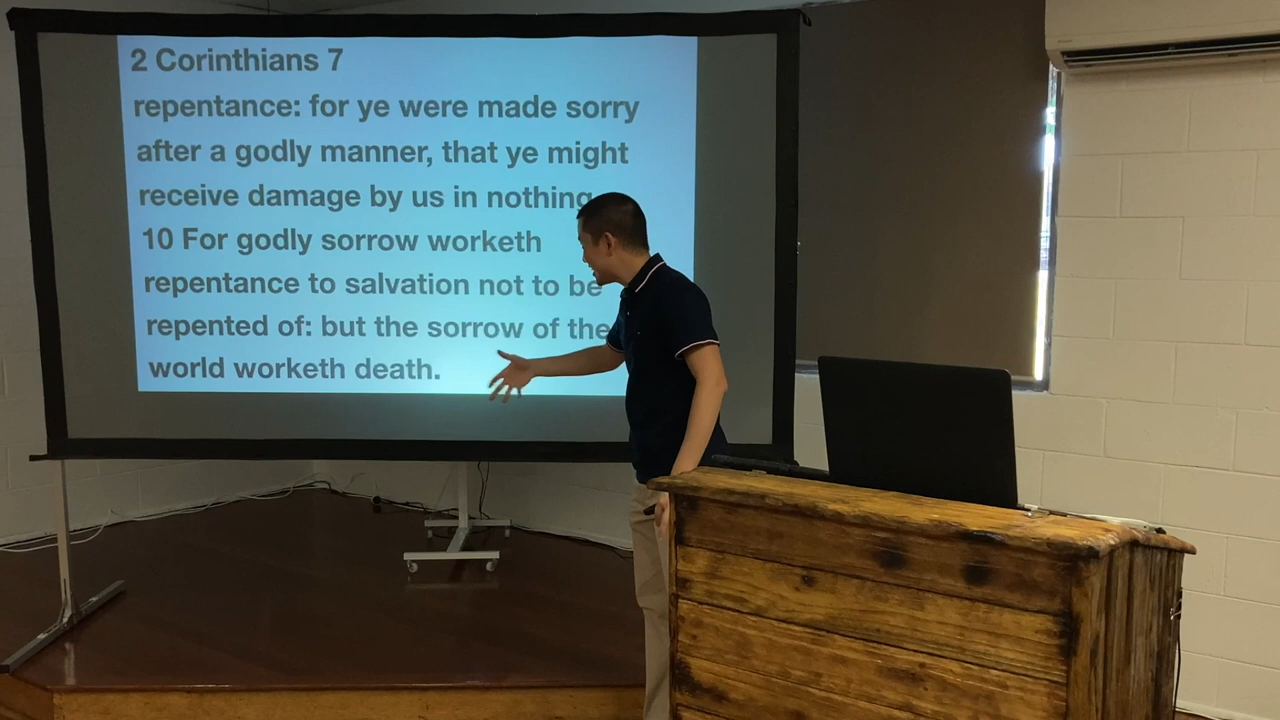 2 Corinthians 7
repentance: for ye were made sorry
after a godly manner, that ye might
receive damage by us in nothing
10 For godly sorrow worketh
repentance to salvation not to be
repented of: but the sorrow of the
world worketh death.